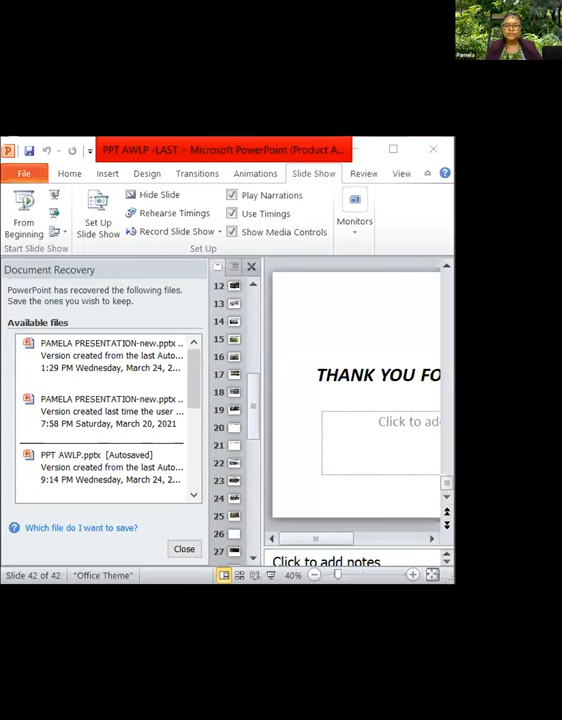 Pamela
PPT AWLP -LAST - Microsoft PowerPoint (Product A...
File Home Insert Design Transitions Animations Slide Show Review View
From Beginning
Set Up Slide Show
Hide Slide
Rehearse Timings
Record Slide Show
Play Narrations
Use Timings
Show Media Controls
Monitors
Start Slide Show
Set Up
Document Recovery
PowerPoint has recovered the following files.
Save the ones you wish to keep.
Available files
PAMELA PRESENTATION-new.pptx ..
Version created from the last Auto...
1:29 PM Wednesday, March 24, 2...
PAMELA PRESENTATION-new.pptx ..
Version created last time the user ...
7:58 PM Saturday, March 20, 2021
PPT AWLP.pptx [Autosaved]
Version created from the last Auto...
9:14 PM Wednesday, March 24, 2...
Which file do I want to save?
Close
12
13
14
15
16
17
18
19
20
21
22
23
24
25
26
27
THANK YOU FO
Click to add
Click to add notes
Slide 42 of 42 "Office Theme" 40%